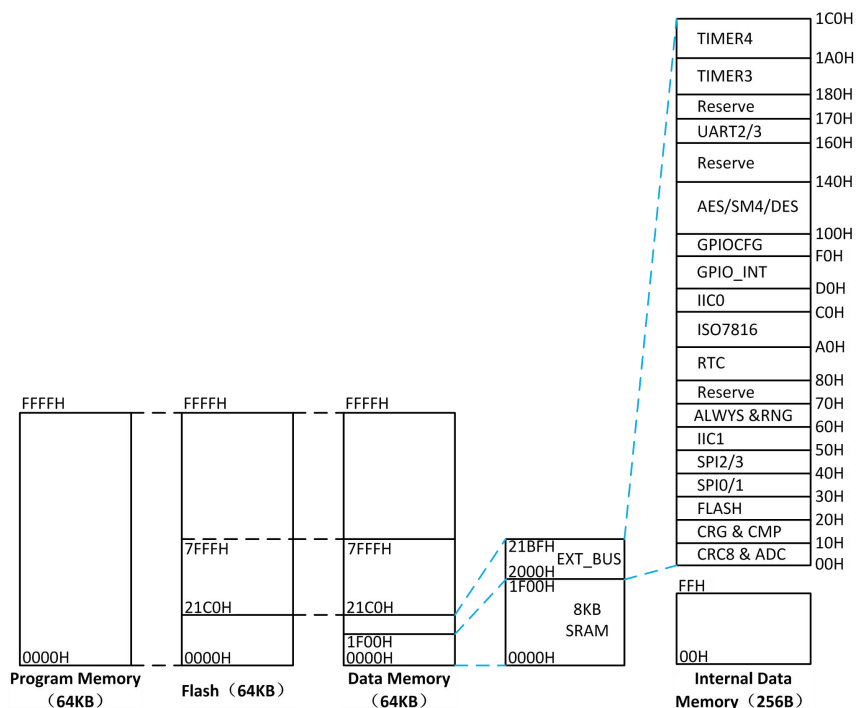 1C0H
TIMER4
1A0H
TIMER3
180H
Reserve
170H
UART2/3
160H
Reserve
140H
AES/SM4/DES
100H
GPIOCFG
F0H
GPIO_INT
D0H
IIC0
C0H
ISO7816
A0H
RTC
80H
Reserve
70H
ALWYS &RNG
60H
IIC1
50H
SPI2/3
40H
SPI0/1
30H
FLASH
20H
CRG & CMP
10H
CRC8 & ADC
00H
FFFFH
0000H
Program Memory
（64KB）
FFFFH
7FFFH
21C0H
0000H
Flash（64KB）
FFFFH
7FFFH
21C0H
1F00H
0000H
Data Memory
（64KB）
21BFH
EXT_BUS
2000H
1F00H
8KB
SRAM
0000H
FFH
00H
Internal Data
Memory（256B）